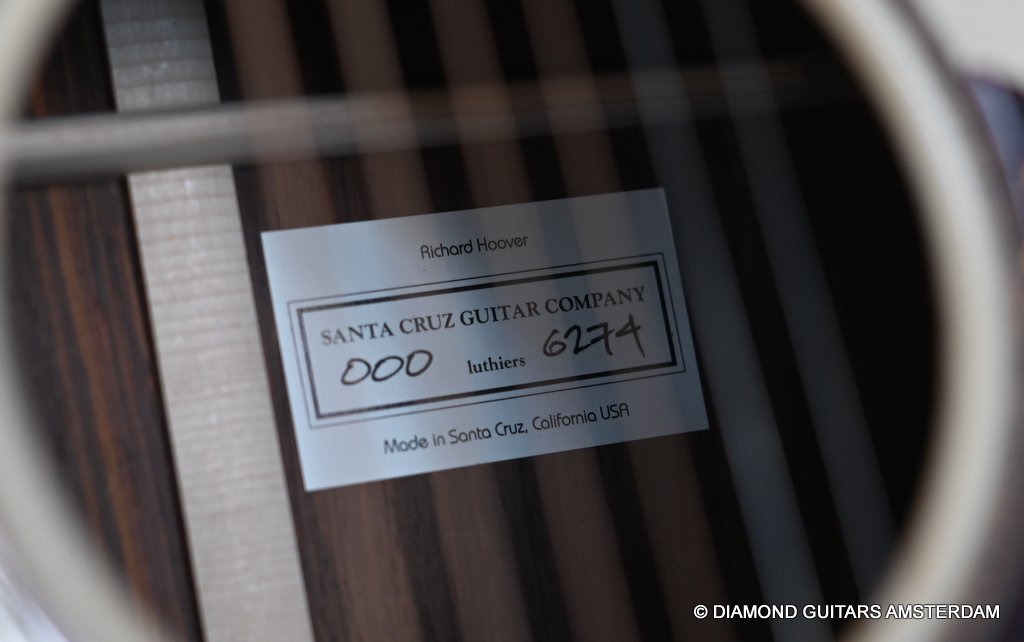 Richard Hoover
SANTA CRUZ GUITAR COMPANY
000 luthiers 6274
Made in Santa Cruz, California USA
© DIAMOND GUITARS AMSTERDAM